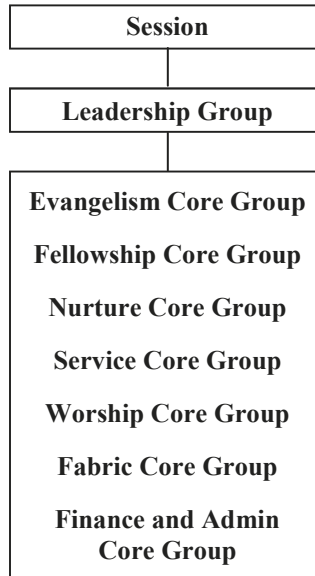 Session
Leadership Group
Evangelism Core Group
Fellowship Core Group
Nurture Core Group
Service Core Group
Worship Core Group
Fabric Core Group
Finance and Admin
Core Group